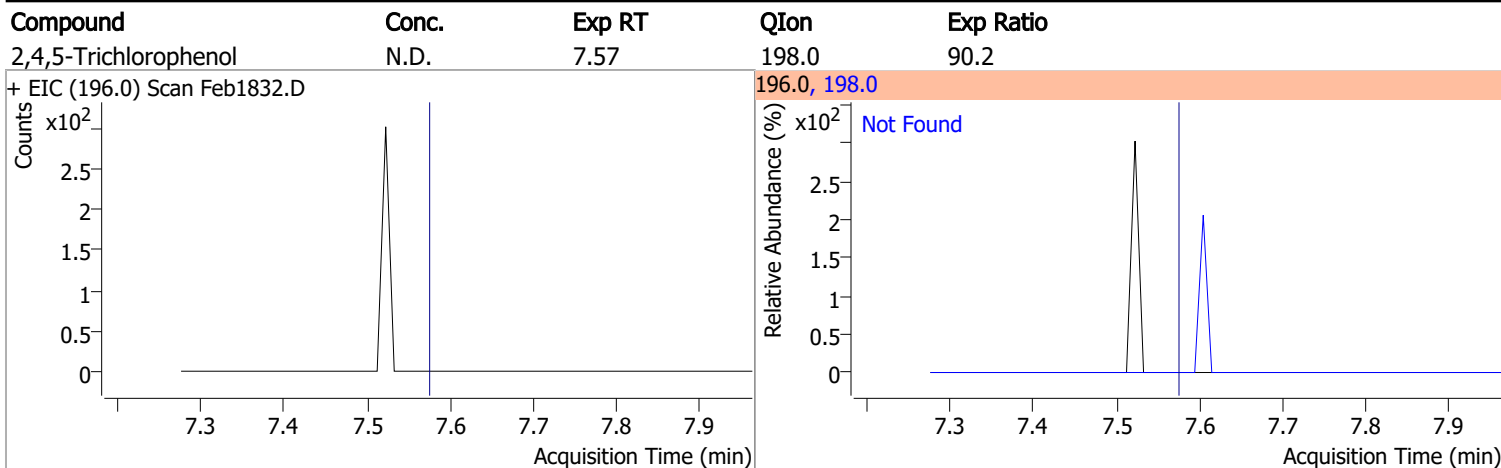 Compound Conc. Exp RT QIon Exp Ratio
2,4,5-Trichlorophenol N.D. 7.57 198.0 90.2
+ EIC (196.0) Scan Feb1832.D
Counts
x10²
2.5
2
1.5
1
0.5
0
7.3 7.4 7.5 7.6 7.7 7.8 7.9
Acquisition Time (min)
196.0, 198.0
Relative Abundance (%)
x10²
Not Found
2.5
2
1.5
1
0.5
0
7.3 7.4 7.5 7.6 7.7 7.8 7.9
Acquisition Time (min)